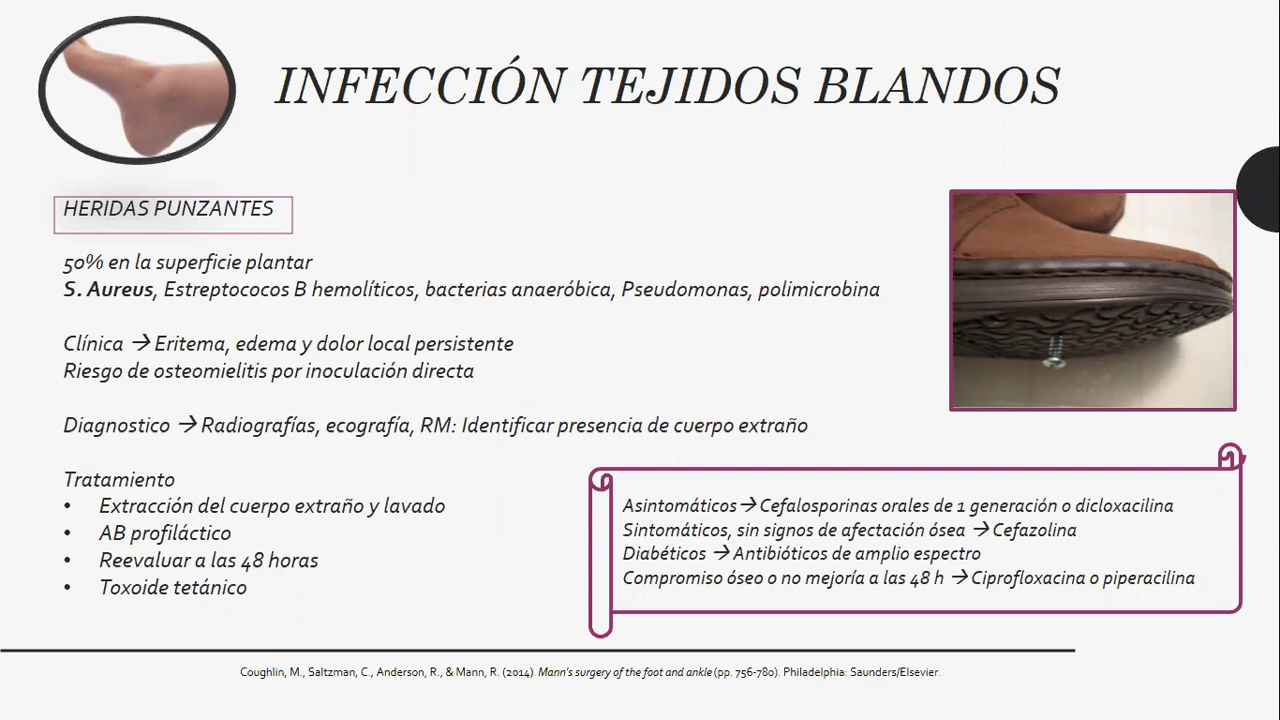 INFECCIÓN TEJIDOS BLANDOS
HERIDAS PUNZANTES
50% en la superficie plantar
S. Aureus, Estreptococos B hemolíticos, bacterias anaeróbica, Pseudomonas, polimicrobina
Clínica → Eritema, edema y dolor local persistente
Riesgo de osteomielitis por inoculación directa
Diagnostico → Radiografías, ecografía, RM: Identificar presencia de cuerpo extraño
Tratamiento
• Extracción del cuerpo extraño y lavado
• AB profiláctico
• Reevaluar a las 48 horas
• Toxoide tetánico
Asintomáticos → Cefalosporinas orales de 1 generación o dicloxacilina
Sintomáticos, sin signos de afectación ósea → Cefazolina
Diabéticos → Antibióticos de amplio espectro
Compromiso óseo o no mejoría a las 48 h → Ciprofloxacina o piperacilina
Coughlin, M., Saltzman, C., Anderson, R., & Mann, R. (2014). Mann's surgery of the foot and ankle (pp. 756-780). Philadelphia: Saunders/Elsevier.